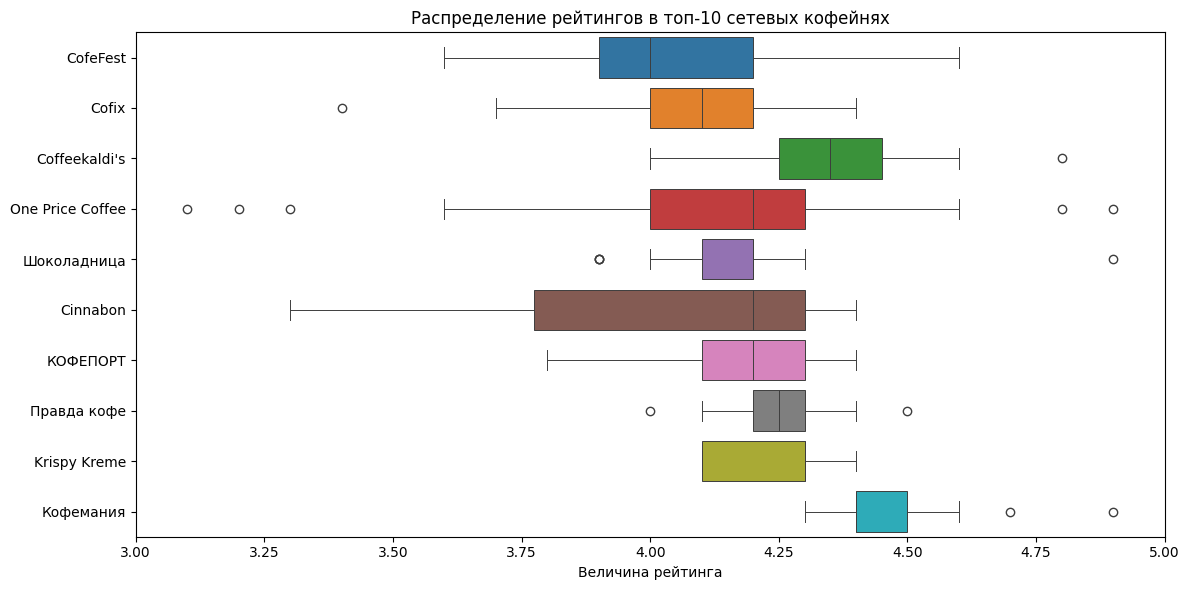 Распределение рейтингов в топ-10 сетевых кофейнях
CofeFest
Cofix
Coffeekaldi's
One Price Coffee
Шоколадница
Cinnabon
КОФЕПОРТ
Правда кофе
Krispy Kreme
Кофемания
3.00 3.25 3.50 3.75 4.00 4.25 4.50 4.75 5.00
Величина рейтинга